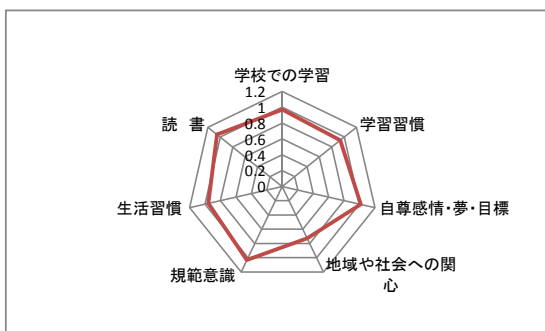 学校での学習
1.2
1
0.8
0.6
0.4
0.2
0
学習習慣
自尊感情・夢・目標
地域や社会への関
心
規範意識
生活習慣
読　書